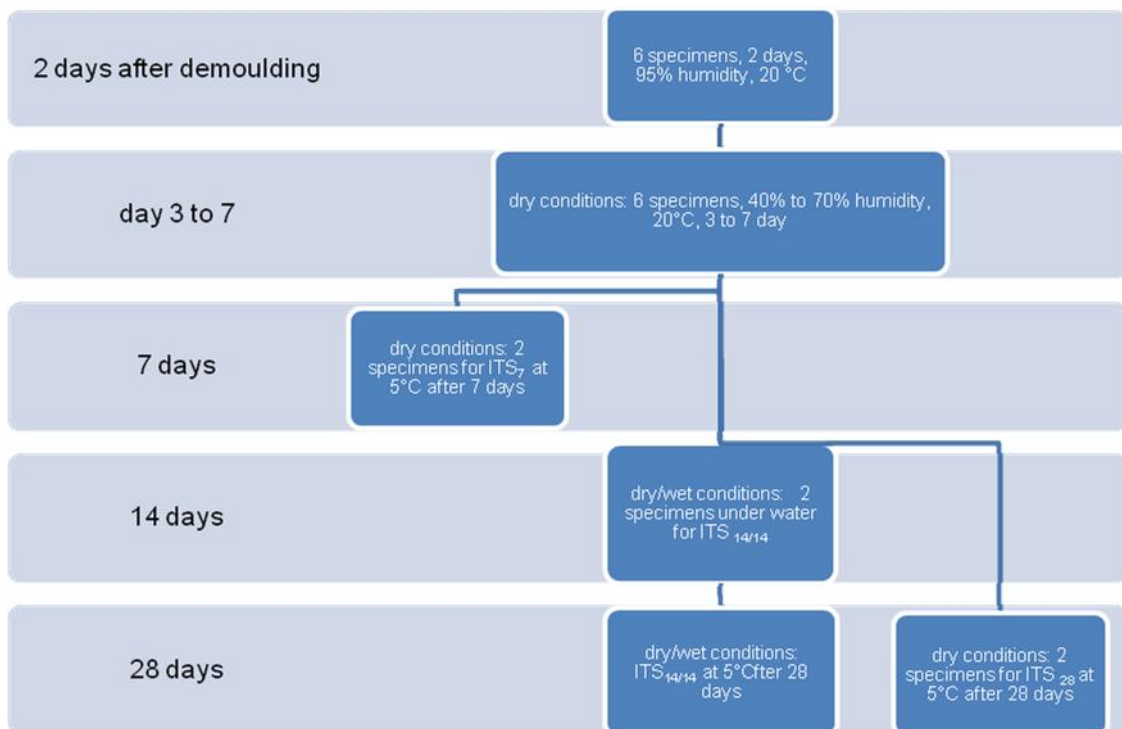 2 days after demoulding
6 specimens, 2 days,
95% humidity, 20 °C
day 3 to 7
dry conditions: 6 specimens, 40% to 70% humidity,
20°C, 3 to 7 day
7 days
dry conditions: 2
specimens for ITS₇ at
5°C after 7 days
14 days
dry/wet conditions: 2
specimens under water
for ITS 14/14
28 days
dry/wet conditions:
ITS14/14 at 5°Cfter 28
days
dry conditions: 2
specimens for ITS 28 at
5°C after 28 days